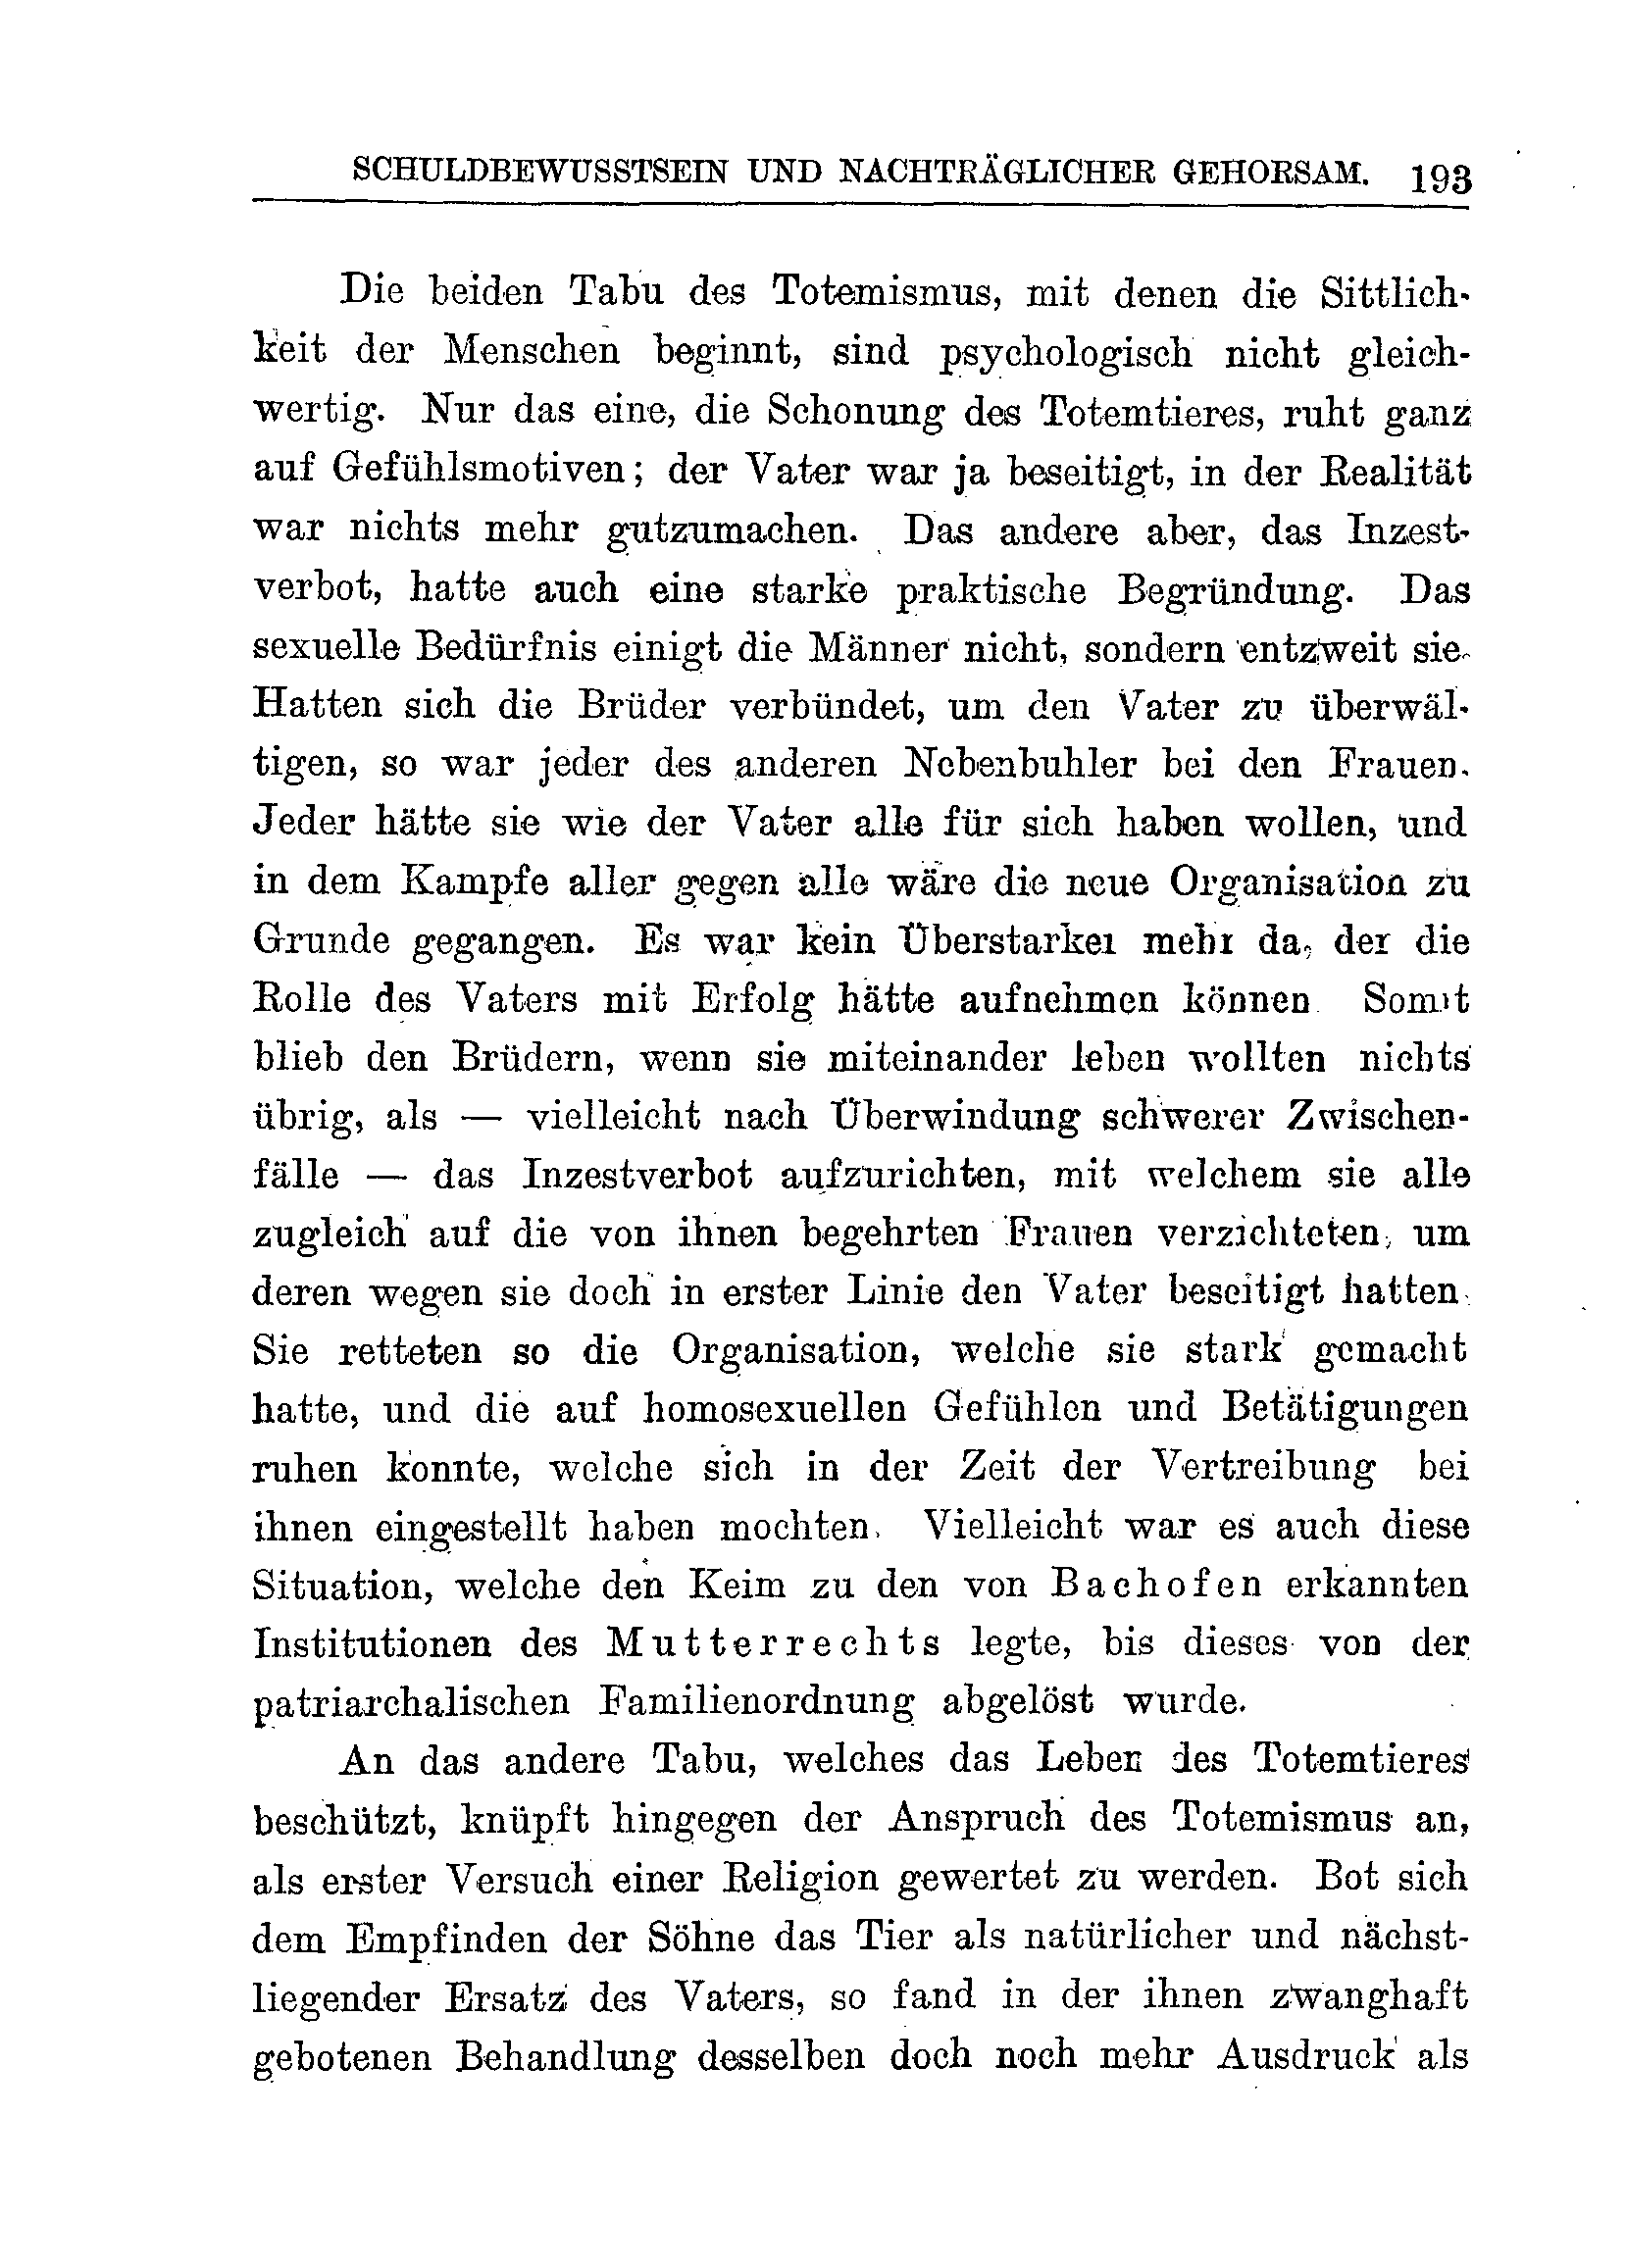 SCHULDBEWUSSTSEIN UND NACHTRÄGLICHER GEHORSAM. 193
Die beiden Tabu des Totemismus, mit denen die Sittlich-
keit der Menschen beginnt, sind psychologisch nicht gleich-
wertig. Nur das eine, die Schonung des Totemtieres, ruht ganz
auf Gefühlsmotiven; der Vater war ja beseitigt, in der Realität
war nichts mehr gutzumachen. Das andere aber, das Inzest-
verbot, hatte auch eine starke praktische Begründung. Das
sexuelle Bedürfnis einigt die Männer nicht, sondern entzweit sie.
Hatten sich die Brüder verbündet, um den Vater zu überwäl-
tigen, so war jeder des anderen Nebenbuhler bei den Frauen.
Jeder hätte sie wie der Vater alle für sich haben wollen, und
in dem Kampfe aller gegen alle wäre die neue Organisation zu
Grunde gegangen. Es war kein Überstarker mehr da, der die
Rolle des Vaters mit Erfolg hätte aufnehmen können. Somit
blieb den Brüdern, wenn sie miteinander leben wollten nichts
übrig, als — vielleicht nach Überwindung schwerer Zwischen-
fälle — das Inzestverbot aufzurichten, mit welchem sie alle
zugleich auf die von ihnen begehrten Frauen verzichteten, um
deren wegen sie doch in erster Linie den Vater beseitigt hatten.
Sie retteten so die Organisation, welche sie stark gemacht
hatte, und die auf homosexuellen Gefühlen und Betätigungen
ruhen konnte, welche sich in der Zeit der Vertreibung bei
ihnen eingestellt haben mochten. Vielleicht war es auch diese
Situation, welche den Keim zu den von Bachofen erkannten
Institutionen des Mutterrechts legte, bis dieses von der
patriarchalischen Familienordnung abgelöst wurde.
An das andere Tabu, welches das Leben des Totemtieres
beschützt, knüpft hingegen der Anspruch des Totemismus an,
als erster Versuch einer Religion gewertet zu werden. Bot sich
dem Empfinden der Söhne das Tier als natürlicher und nächst-
liegender Ersatz des Vaters, so fand in der ihnen zwanghaft
gebotenen Behandlung desselben doch noch mehr Ausdruck als